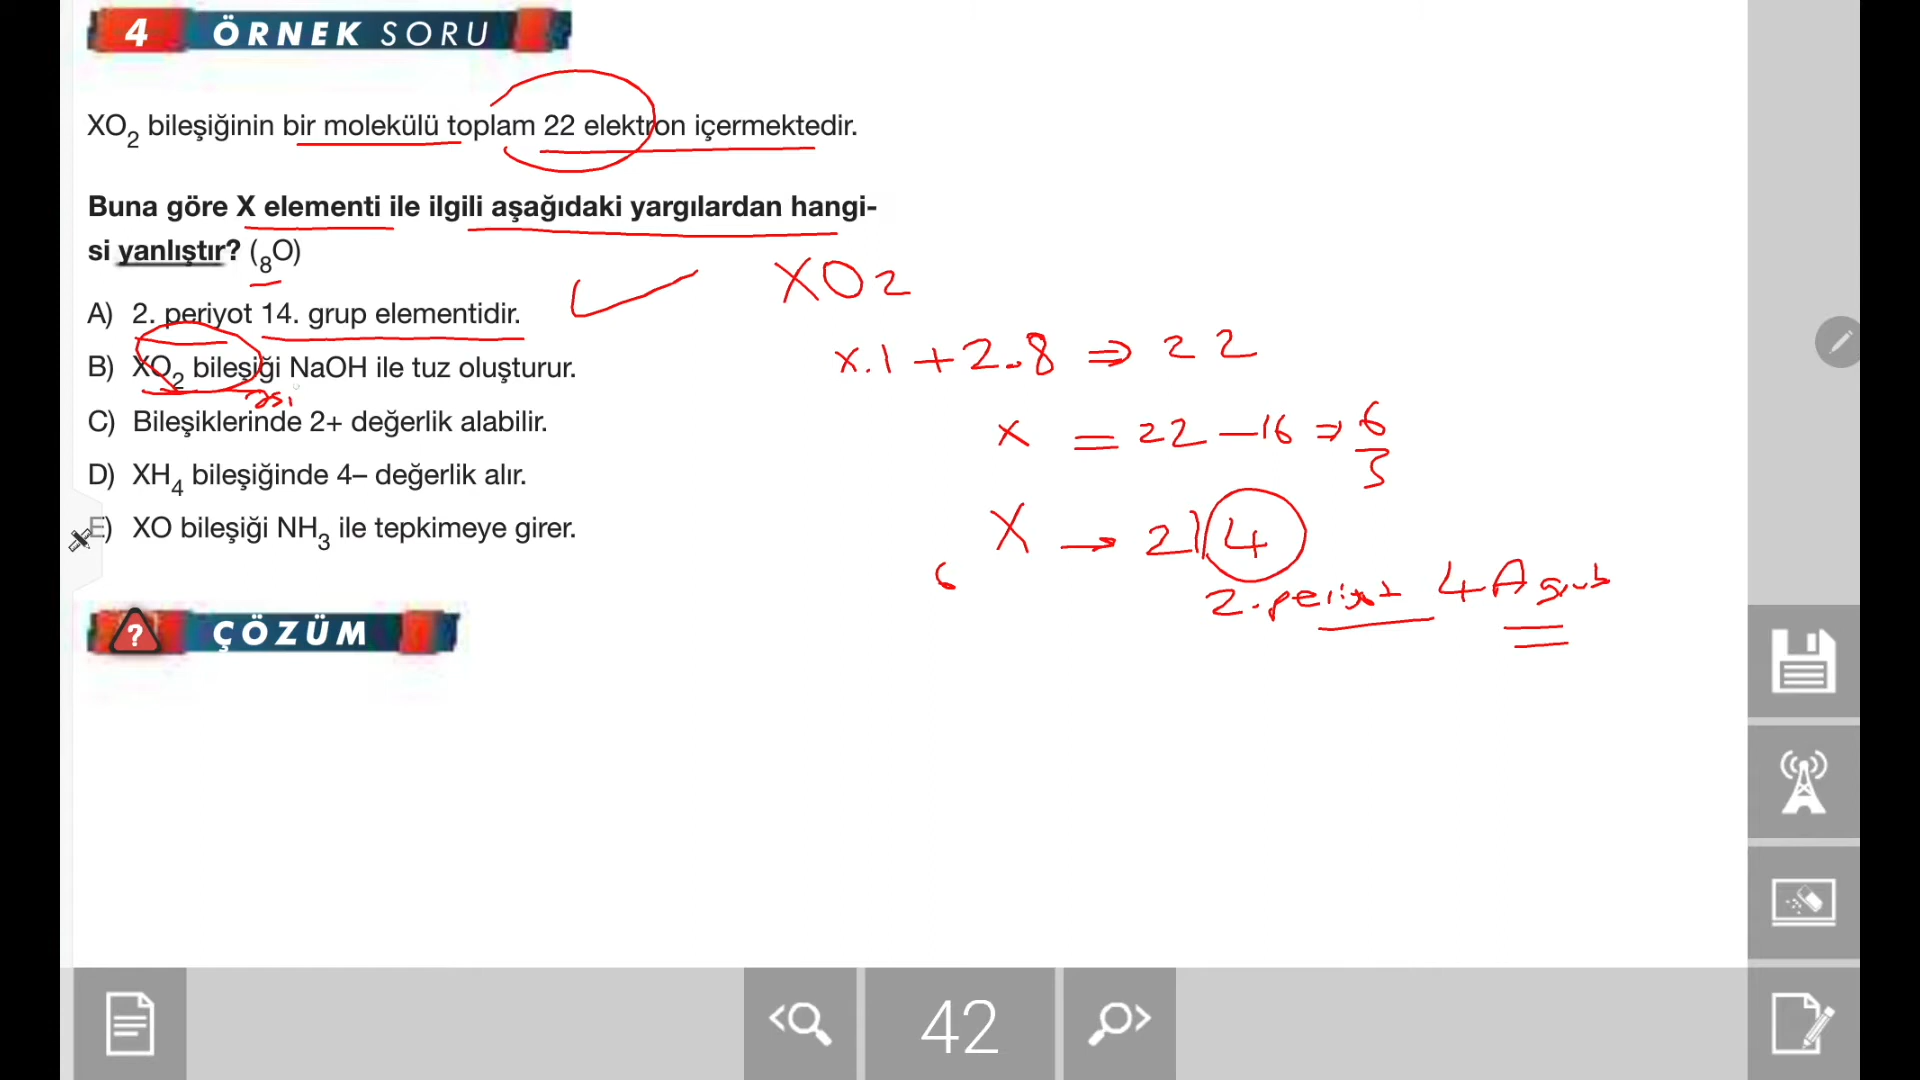 4 ÖRNEK SORU
XO2 bileşiğinin bir molekülü toplam 22 elektron içermektedir.
Buna göre X elementi ile ilgili aşağıdaki yargılardan hangi-
si yanlıştır? (8O)
A) 2. periyot 14. grup elementidir.
B) XO2 bileşiği NaOH ile tuz oluşturur.
asi
C) Bileşiklerinde 2+ değerlik alabilir.
D) XH4 bileşiğinde 4– değerlik alır.
E) XO bileşiği NH3 ile tepkimeye girer.
XO2
x.1 + 2.8 ⇒ 22
x = 22 – 16 ⇒ 6
X → 2) 4
6
2. periyot 4A grub
? ÇÖZÜM
42